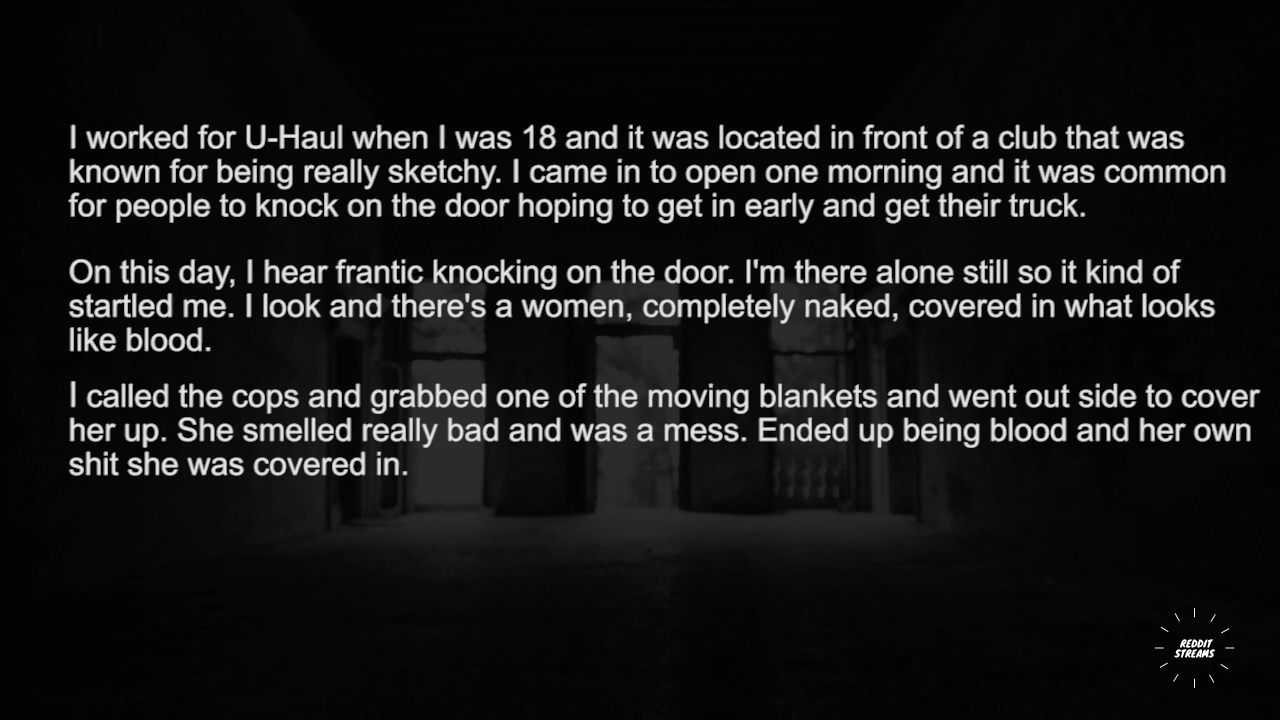 I worked for U-Haul when I was 18 and it was located in front of a club that was
known for being really sketchy. I came in to open one morning and it was common
for people to knock on the door hoping to get in early and get their truck.
On this day, I hear frantic knocking on the door. I'm there alone still so it kind of
startled me. I look and there's a women, completely naked, covered in what looks
like blood.
I called the cops and grabbed one of the moving blankets and went out side to cover
her up. She smelled really bad and was a mess. Ended up being blood and her own
shit she was covered in.
REDDIT
STREAMS